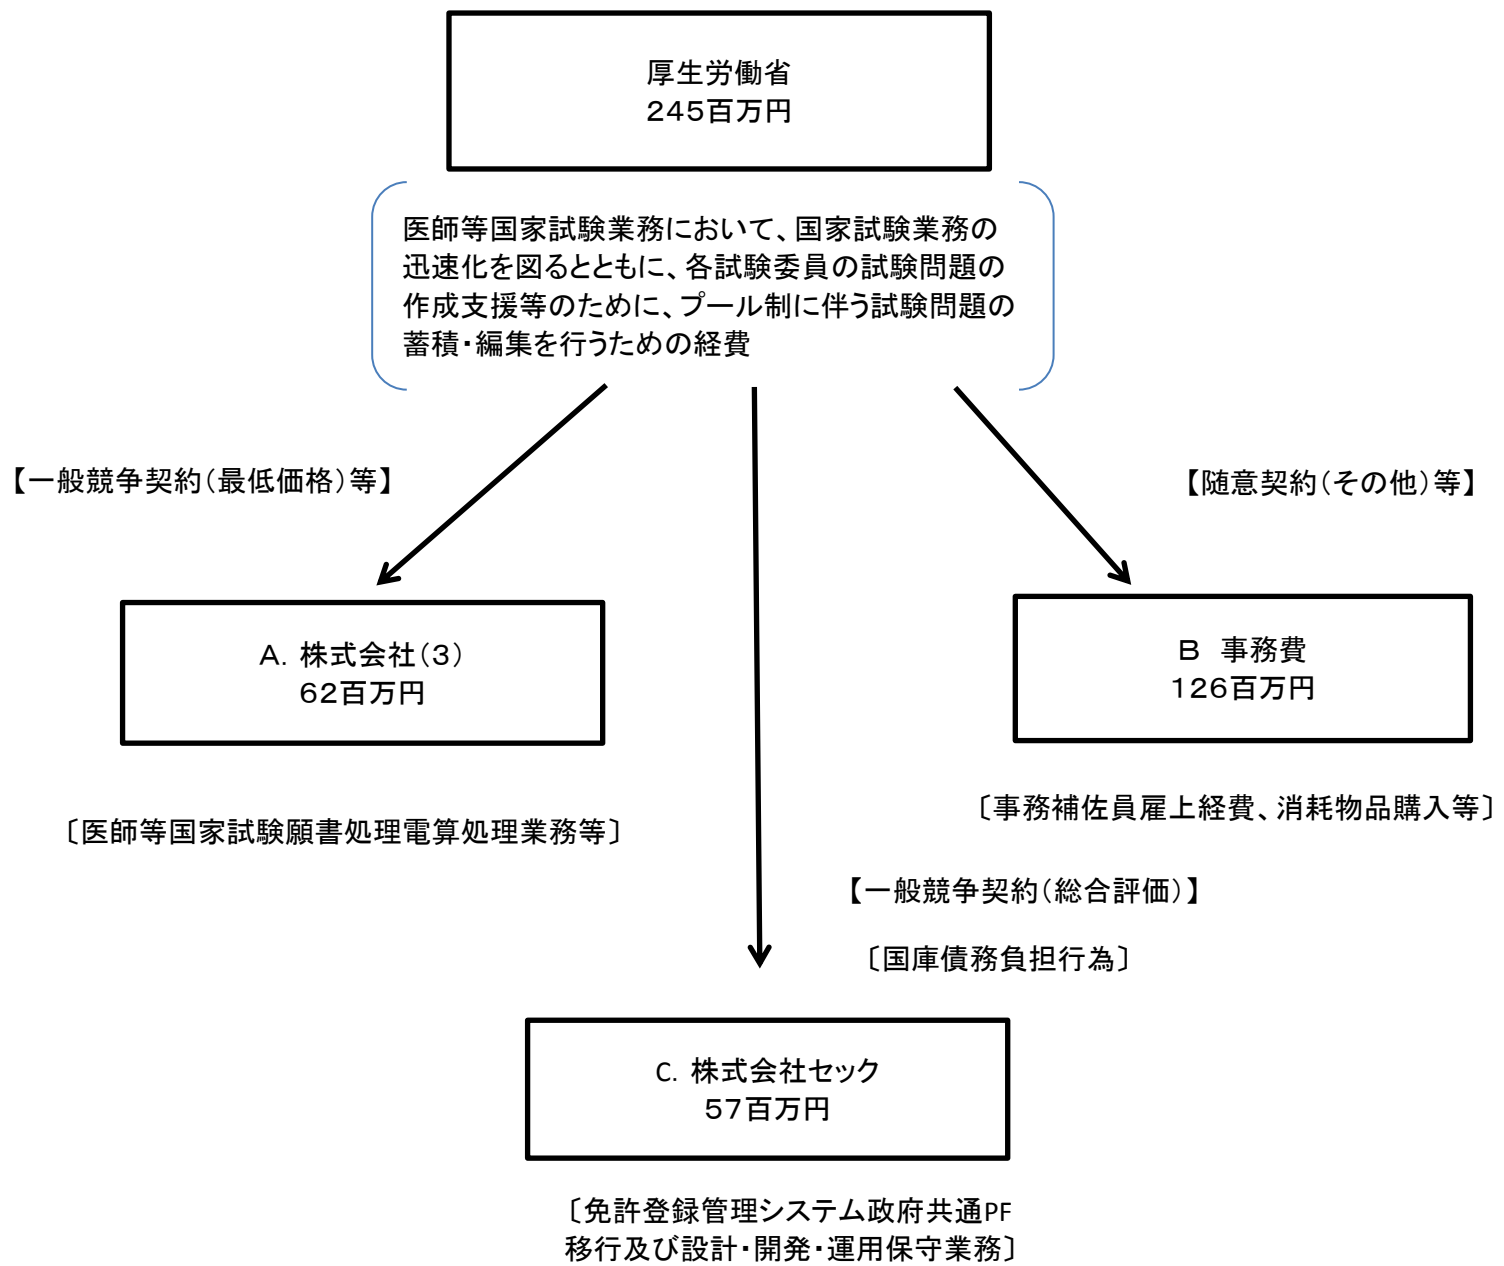 厚生労働省
245百万円
医師等国家試験業務において、国家試験業務の
迅速化を図るとともに、各試験委員の試験問題の
作成支援等のために、プール制に伴う試験問題の
蓄積・編集を行うための経費
【一般競争契約（最低価格）等】
【随意契約（その他）等】
Ａ．株式会社（３）
６２百万円
Ｂ　事務費
１２６百万円
〔医師等国家試験願書処理電算処理業務等〕
〔事務補佐員雇上経費、消耗物品購入等〕
【一般競争契約（総合評価）】
〔国庫債務負担行為〕
C. 株式会社セック
５７百万円
〔免許登録管理システム政府共通PF
移行及び設計・開発・運用保守業務〕